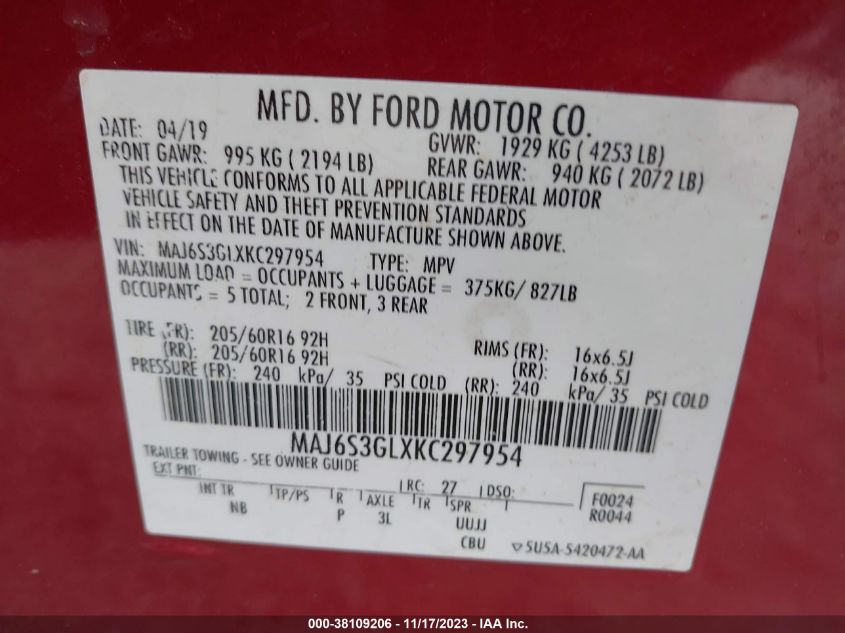 MFD. BY FORD MOTOR CO.
DATE: 04/19 GVWR: 1929 KG ( 4253 LB)
FRONT GAWR: 995 KG ( 2194 LB) REAR GAWR: 940 KG ( 2072 LB)
THIS VEHICLE CONFORMS TO ALL APPLICABLE FEDERAL MOTOR
VEHICLE SAFETY AND THEFT PREVENTION STANDARDS
IN EFFECT ON THE DATE OF MANUFACTURE SHOWN ABOVE.
VIN: MAJ6S3GLXKC297954 TYPE: MPV
MAXIMUM LOAD = OCCUPANTS + LUGGAGE = 375KG/ 827LB
OCCUPANTS = 5 TOTAL; 2 FRONT, 3 REAR
TIRE (FR): 205/60R16 92H RIMS (FR): 16x6.5J
(RR): 205/60R16 92H (RR): 16x6.5J
PRESSURE (FR): 240 kPa/ 35 PSI COLD (RR): 240 kPa/ 35 PSI COLD
MAJ6S3GLXKC297954
TRAILER TOWING - SEE OWNER GUIDE
EXT PNT: RC: 27 DSO: F0024
INT TR TP/PS R AXLE TR SPR R0044
NB P 3L UUJJ
CBU 5U5A-5420472-AA
000-38109206 - 11/17/2023 - IAA Inc.